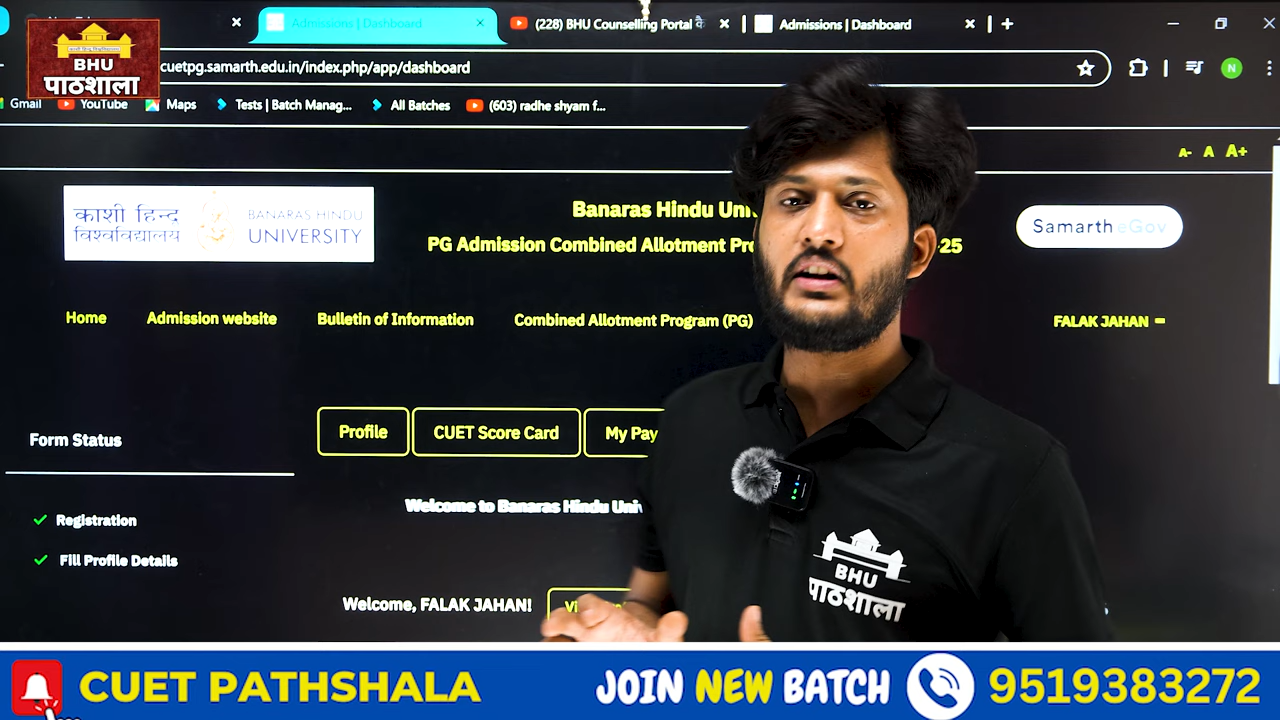 Admissions | Dashboard
(228) BHU Counselling Portal
Admissions | Dashboard
BHU
पाठशाला
cuetpg.samarth.edu.in/index.php/app/dashboard
N
Gmail
YouTube
Maps
Tests | Batch Manag...
All Batches
(603) radhe shyam f...
A- A A+
काशी हिन्दू
विश्वविद्यालय
BANARAS HINDU
UNIVERSITY
Banaras Hindu
PG Admission Combined Allotment
25
Samarth eGov
Home
Admission website
Bulletin of Information
Combined Allotment Program (PG)
FALAK JAHAN
Profile
CUET Score Card
My Pay
Form Status
Welcome to Banaras Hindu
Registration
Fill Profile Details
Welcome, FALAK JAHAN!
BHU
पाठशाला
CUET PATHSHALA
JOIN NEW BATCH
9519383272